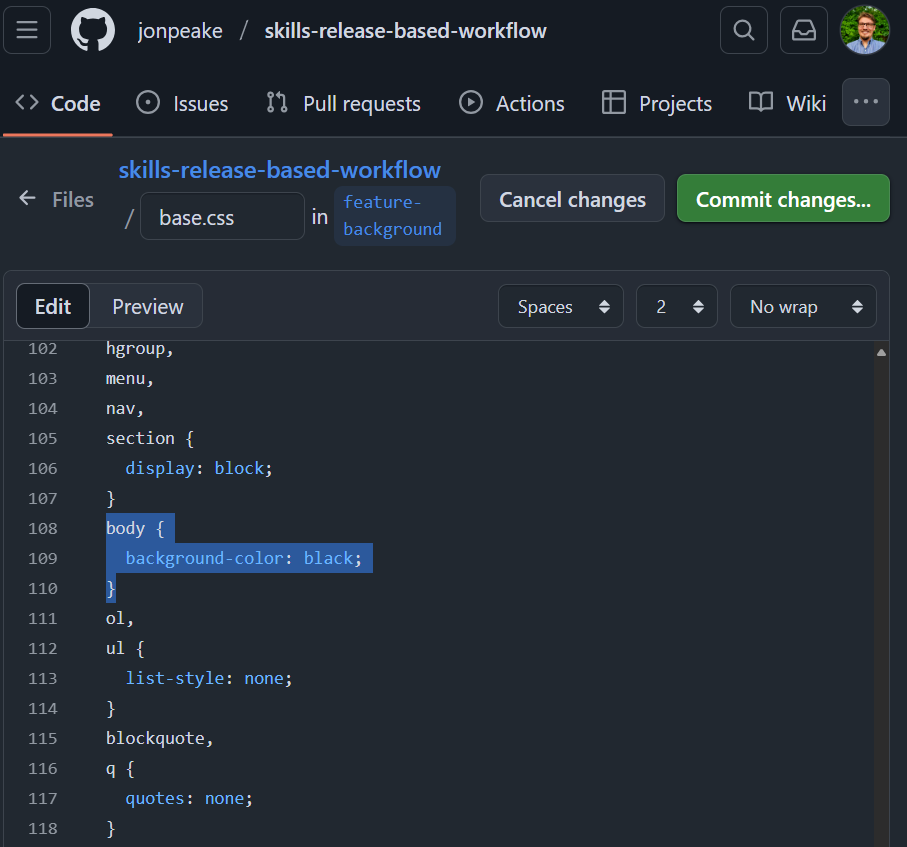 jonpeake / skills-release-based-workflow
Code Issues Pull requests Actions Projects Wiki
Files
skills-release-based-workflow
/ base.css in feature-
background
Cancel changes Commit changes...
Edit Preview Spaces 2 No wrap
102 hgroup,
103 menu,
104 nav,
105 section {
106 display: block;
107 }
108 body {
109 background-color: black;
110 }
111 ol,
112 ul {
113 list-style: none;
114 }
115 blockquote,
116 q {
117 quotes: none;
118 }